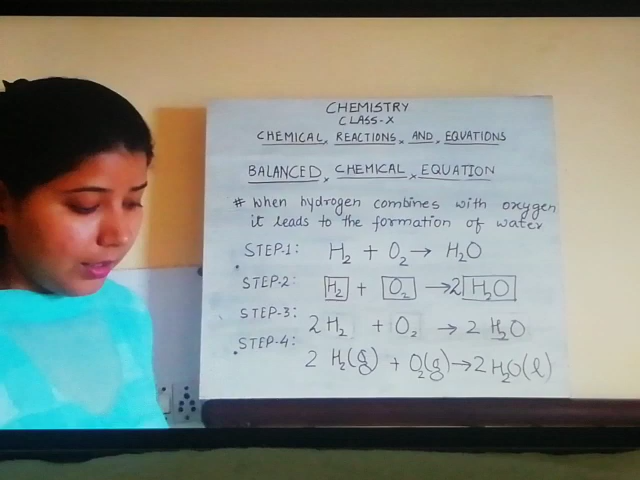 CHEMISTRY
CLASS-X
CHEMICAL, REACTIONS, AND, EQUATIONS
BALANCED, CHEMICAL, EQUATION
# When hydrogen combines with oxygen
it leads to the formation of water
STEP-1: H₂ + O₂ → H₂O
STEP-2: H₂ + O₂ → 2 H₂O
STEP-3: 2 H₂ + O₂ → 2 H₂O
STEP-4: 2 H₂(g) + O₂(g) → 2 H₂O(l)